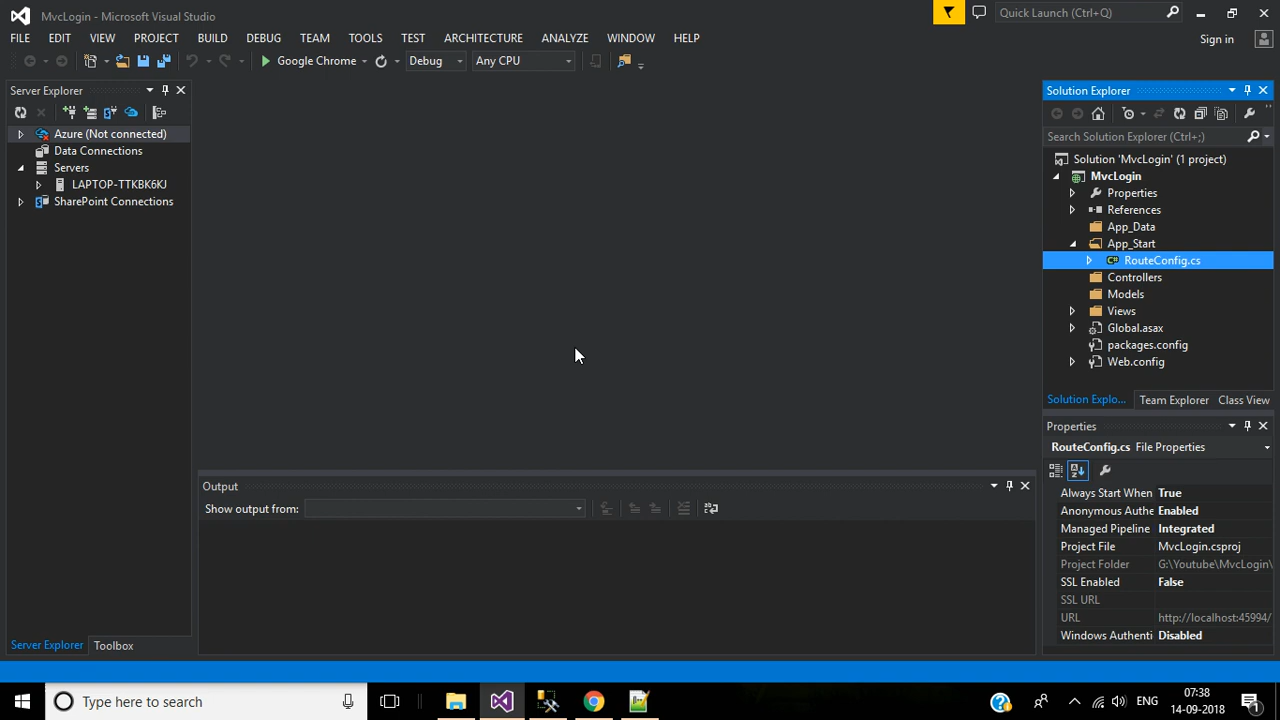 MvcLogin - Microsoft Visual Studio
Quick Launch (Ctrl+Q)
FILE EDIT VIEW PROJECT BUILD DEBUG TEAM TOOLS TEST ARCHITECTURE ANALYZE WINDOW HELP
Sign in
Google Chrome Debug Any CPU
Server Explorer
Azure (Not connected)
Data Connections
Servers
LAPTOP-TTKBK6KJ
SharePoint Connections
Server Explorer Toolbox
Output
Show output from:
Solution Explorer
Search Solution Explorer (Ctrl+;)
Solution 'MvcLogin' (1 project)
MvcLogin
Properties
References
App_Data
App_Start
C# RouteConfig.cs
Controllers
Models
Views
Global.asax
packages.config
Web.config
Solution Explo... Team Explorer Class View
Properties
RouteConfig.cs File Properties
Always Start When True
Anonymous Authe Enabled
Managed Pipeline Integrated
Project File MvcLogin.csproj
Project Folder G:\Youtube\MvcLogin\
SSL Enabled False
SSL URL
URL http://localhost:45994/
Windows Authenti Disabled
Type here to search
ENG
07:38
14-09-2018
1